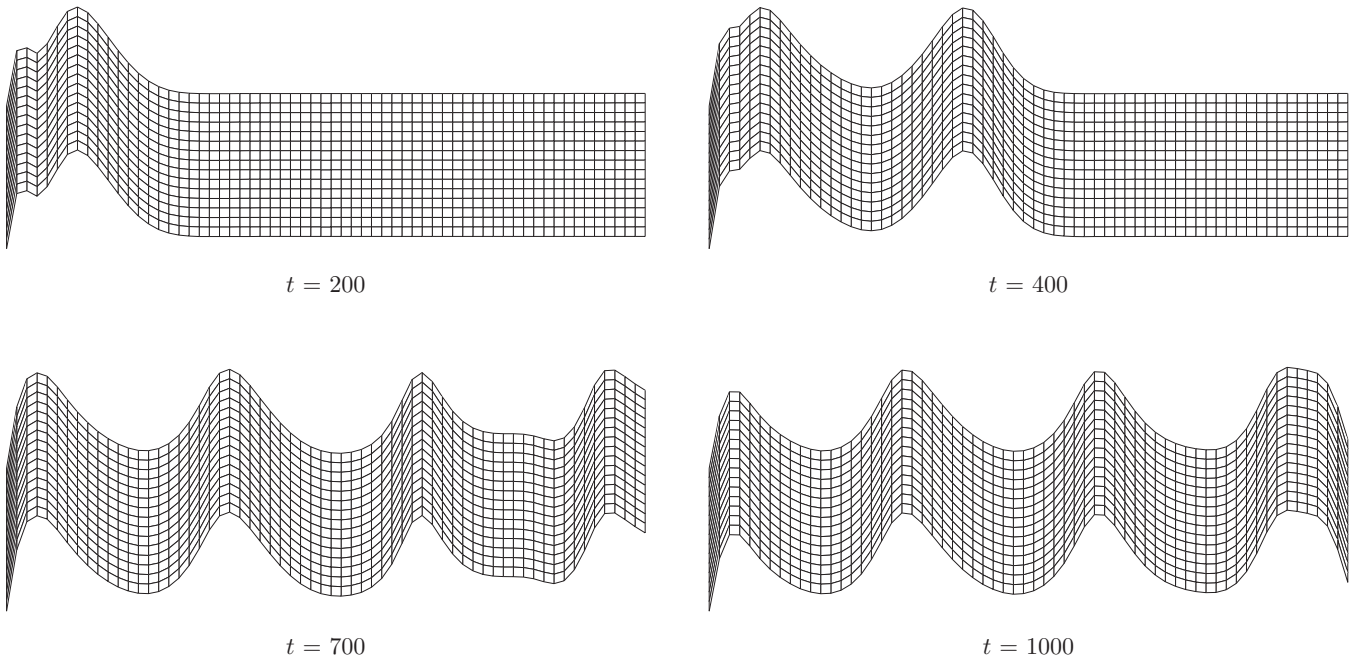 t = 200
t = 400
t = 700
t = 1000